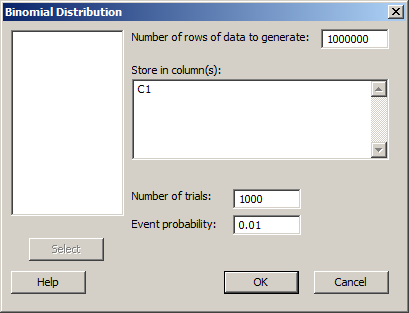 Binomial Distribution
Number of rows of data to generate: 1000000
Store in column(s):
C1
Number of trials: 1000
Event probability: 0.01
Select
Help OK Cancel